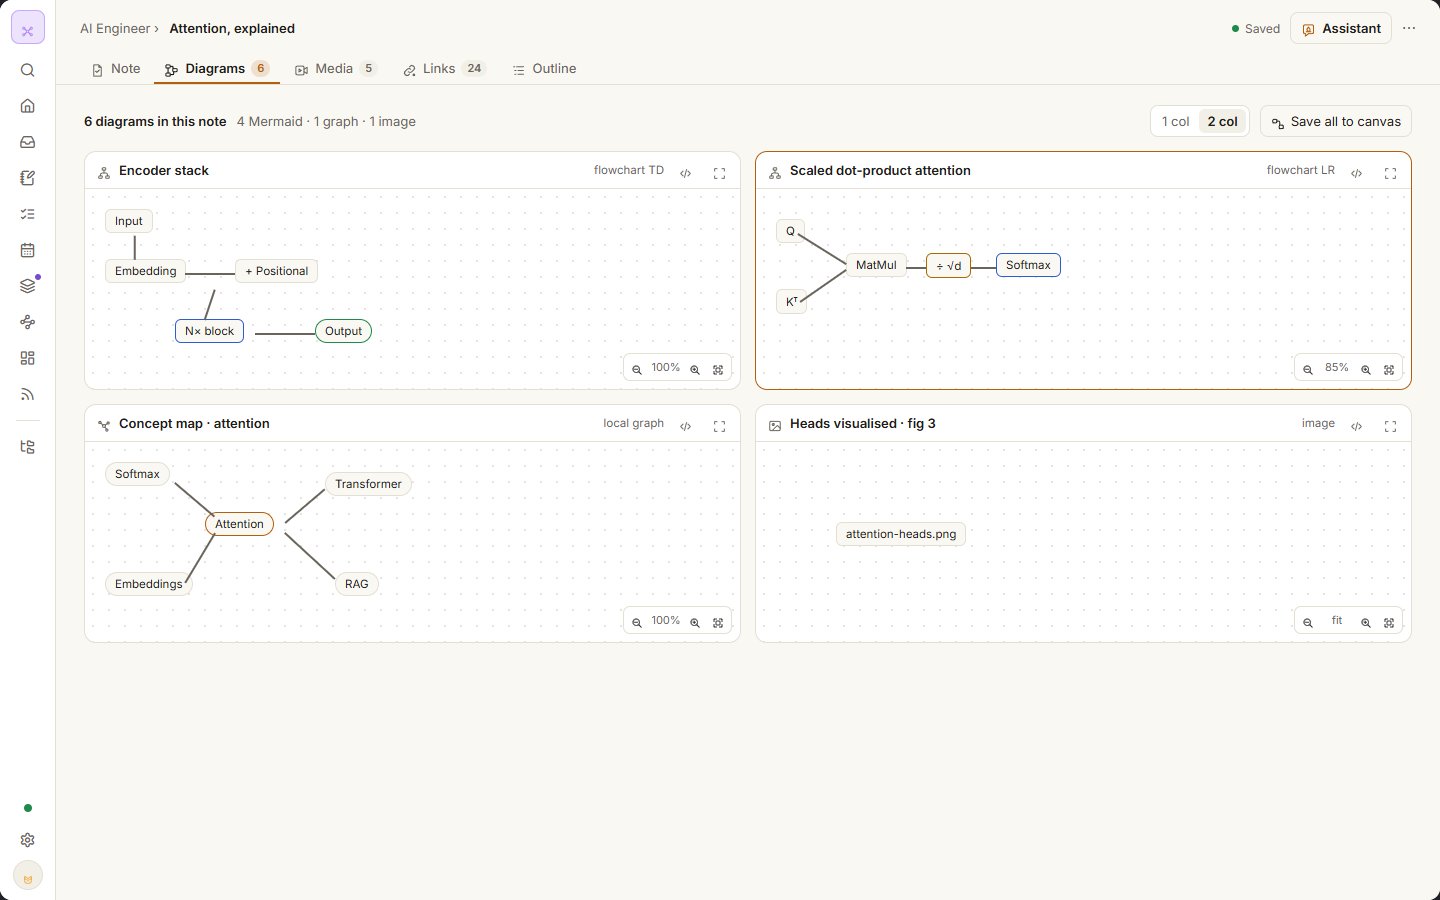 AI Engineer › Attention, explained
Saved
Assistant
Note
Diagrams 6
Media 5
Links 24
Outline
6 diagrams in this note 4 Mermaid · 1 graph · 1 image
1 col 2 col
Save all to canvas
Encoder stack
flowchart TD
Input
Embedding
+ Positional
N× block
Output
100%
Scaled dot-product attention
flowchart LR
Q
MatMul
÷ √d
Softmax
Kᵀ
85%
Concept map · attention
local graph
Softmax
Transformer
Attention
Embeddings
RAG
100%
Heads visualised · fig 3
image
attention-heads.png
fit